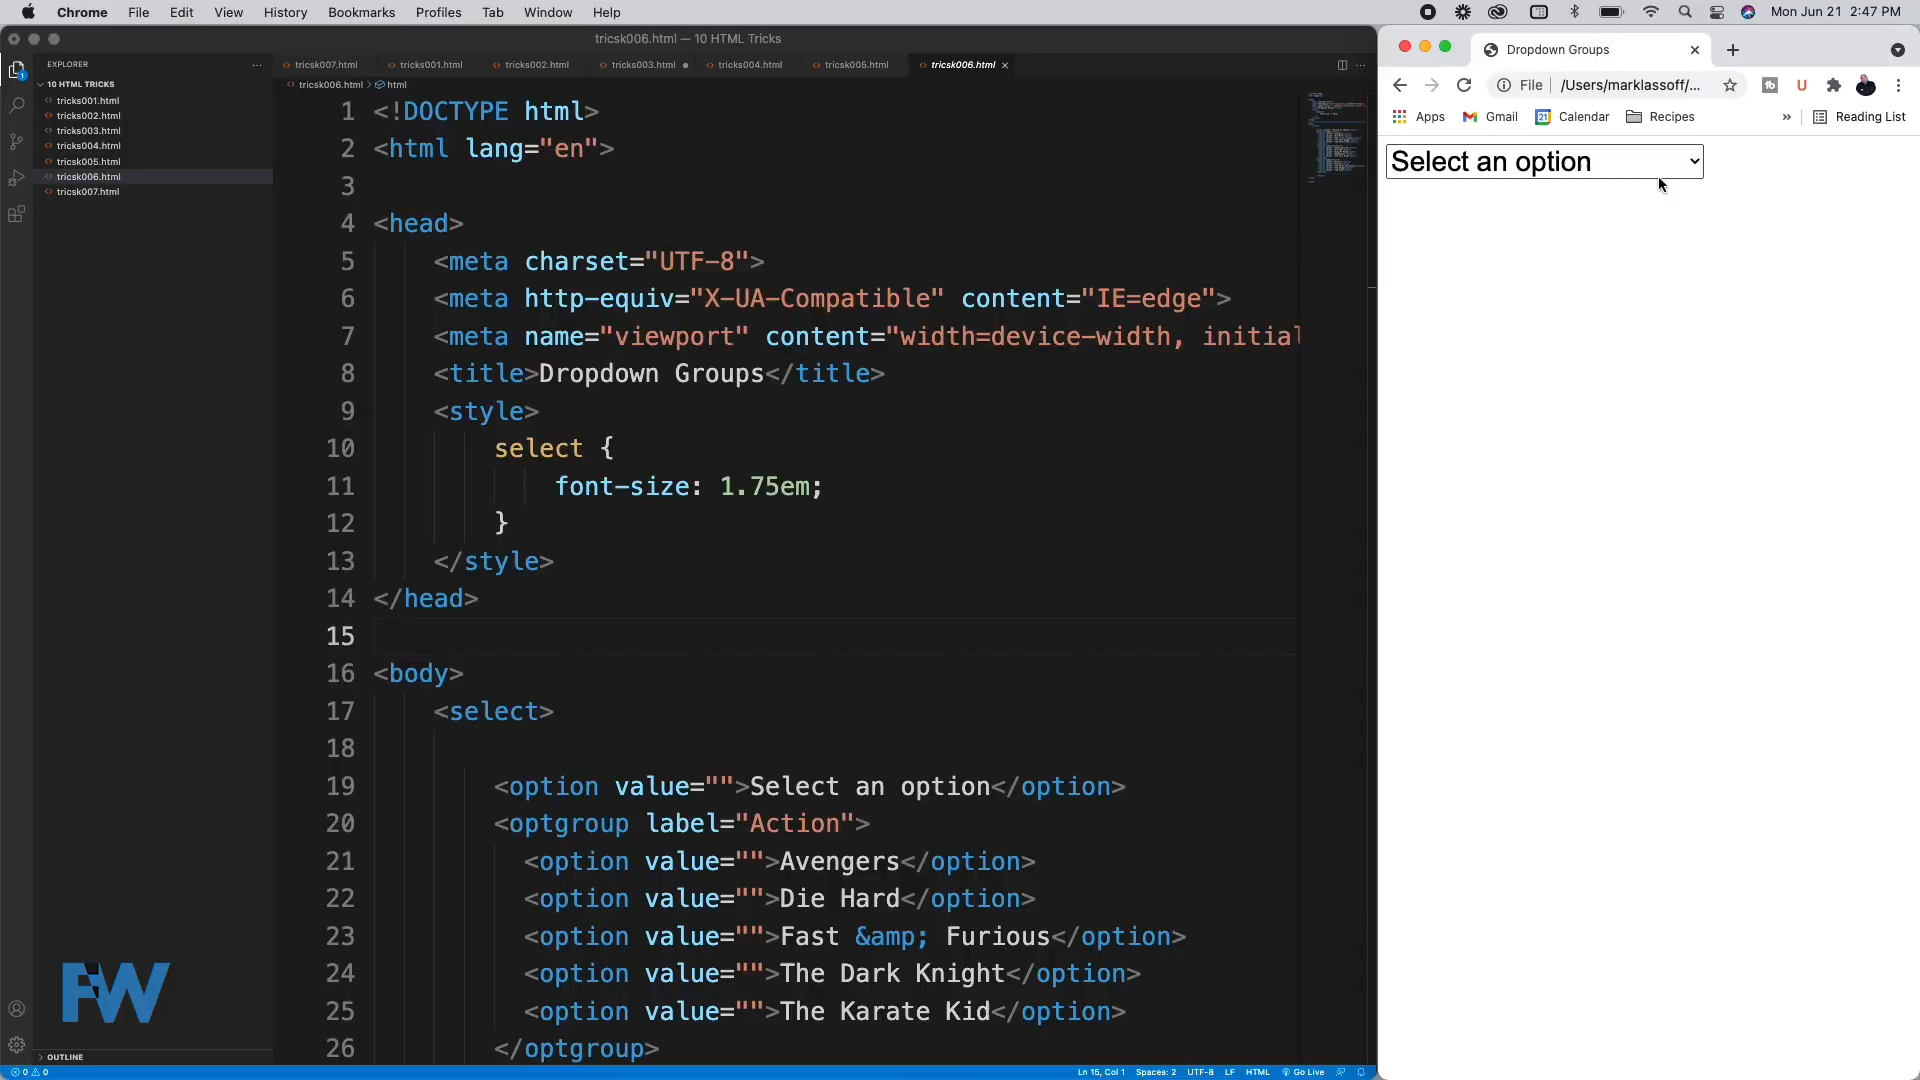 Chrome File Edit View History Bookmarks Profiles Tab Window Help Mon Jun 21 2:47 PM
tricsk006.html — 10 HTML Tricks
EXPLORER
10 HTML TRICKS
tricks001.html
tricks002.html
tricks003.html
tricks004.html
tricsk005.html
tricsk006.html
tricsk007.html
OUTLINE
FW
tricsk007.html tricks001.html tricks002.html tricks003.html tricks004.html tricsk005.html tricsk006.html
tricsk006.html > html
1 <!DOCTYPE html>
2 <html lang="en">
3
4 <head>
5 <meta charset="UTF-8">
6 <meta http-equiv="X-UA-Compatible" content="IE=edge">
7 <meta name="viewport" content="width=device-width, initial
8 <title>Dropdown Groups</title>
9 <style>
10 select {
11 font-size: 1.75em;
12 }
13 </style>
14 </head>
15
16 <body>
17 <select>
18
19 <option value="">Select an option</option>
20 <optgroup label="Action">
21 <option value="">Avengers</option>
22 <option value="">Die Hard</option>
23 <option value="">Fast &amp; Furious</option>
24 <option value="">The Dark Knight</option>
25 <option value="">The Karate Kid</option>
26 </optgroup>
0 0 Ln 15, Col 1 Spaces: 2 UTF-8 LF HTML Go Live
Dropdown Groups
File /Users/marklassoff/...
Apps Gmail Calendar Recipes » Reading List
Select an option